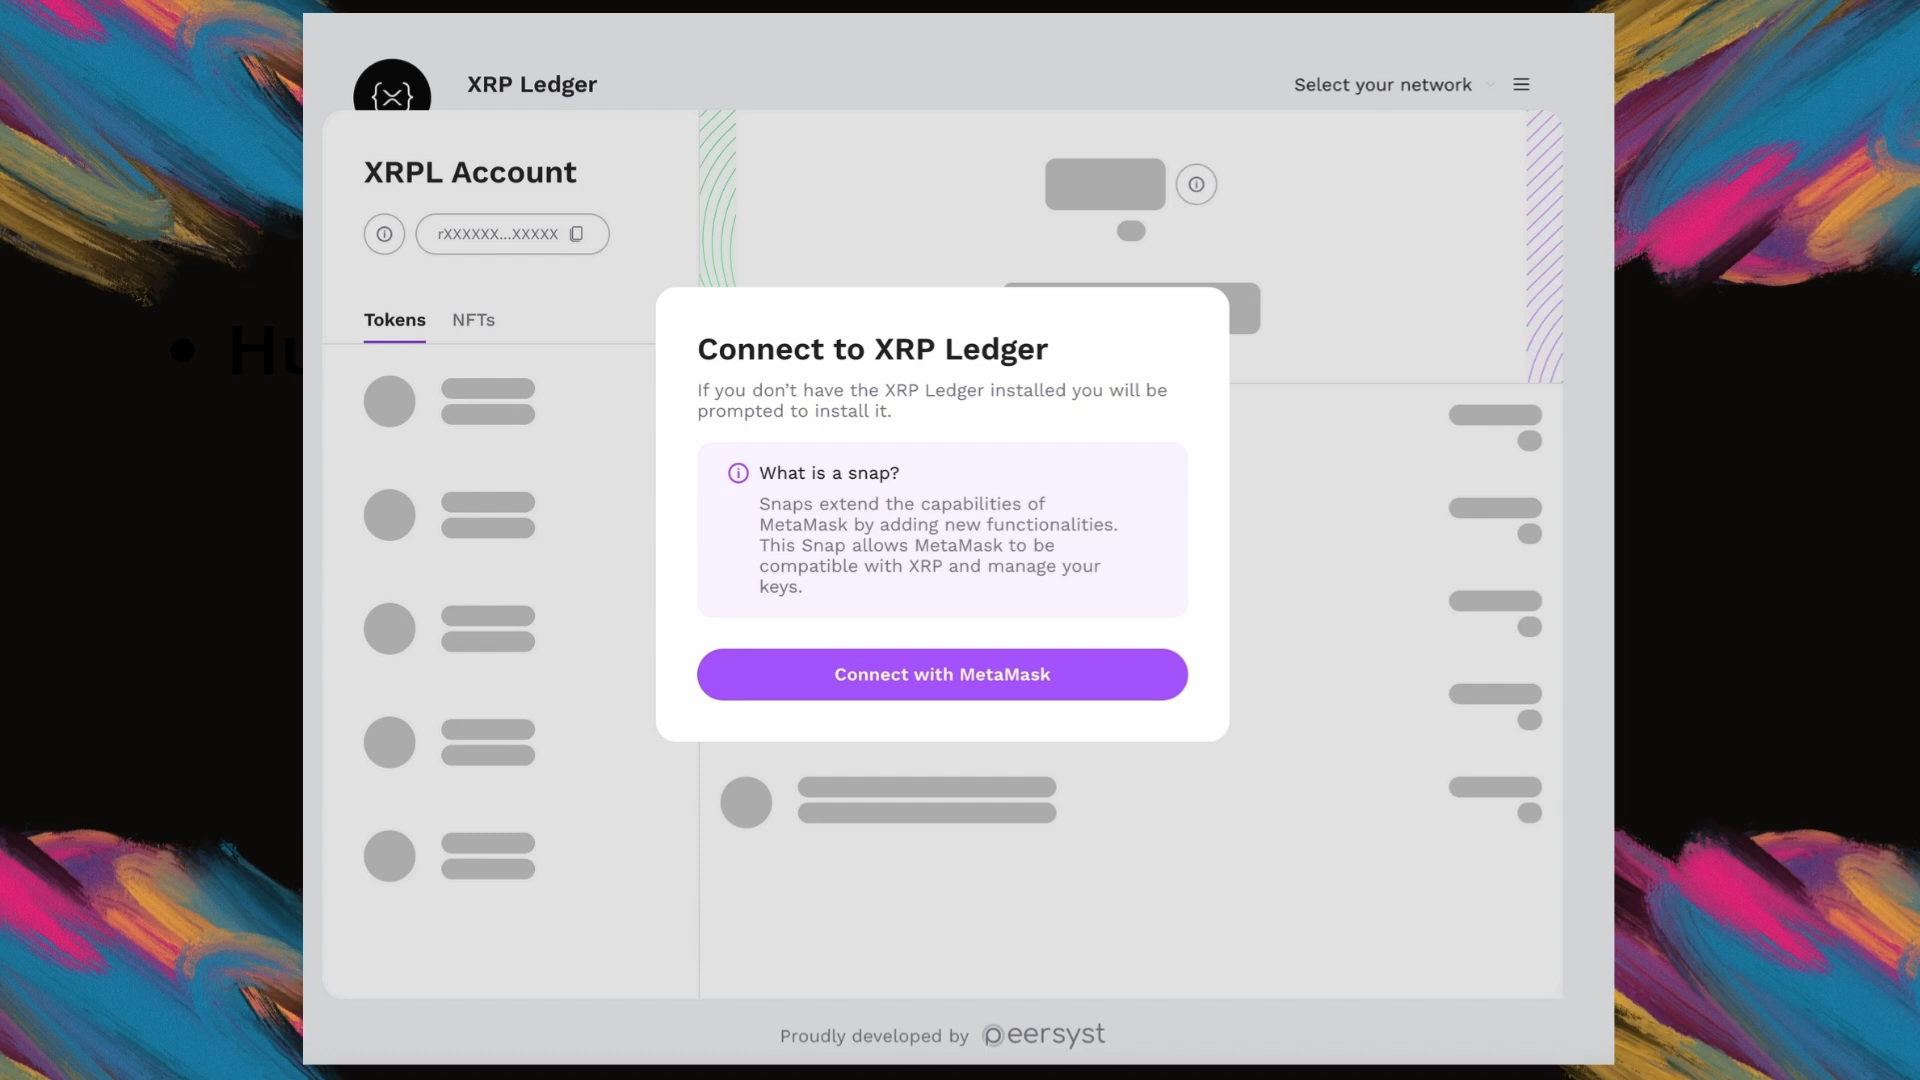 XRP Ledger
Select your network
XRPL Account
rXXXXXX...XXXXX
Tokens
NFTs
Connect to XRP Ledger
If you don’t have the XRP Ledger installed you will be
prompted to install it.
What is a snap?
Snaps extend the capabilities of
MetaMask by adding new functionalities.
This Snap allows MetaMask to be
compatible with XRP and manage your
keys.
Connect with MetaMask
Proudly developed by peersyst